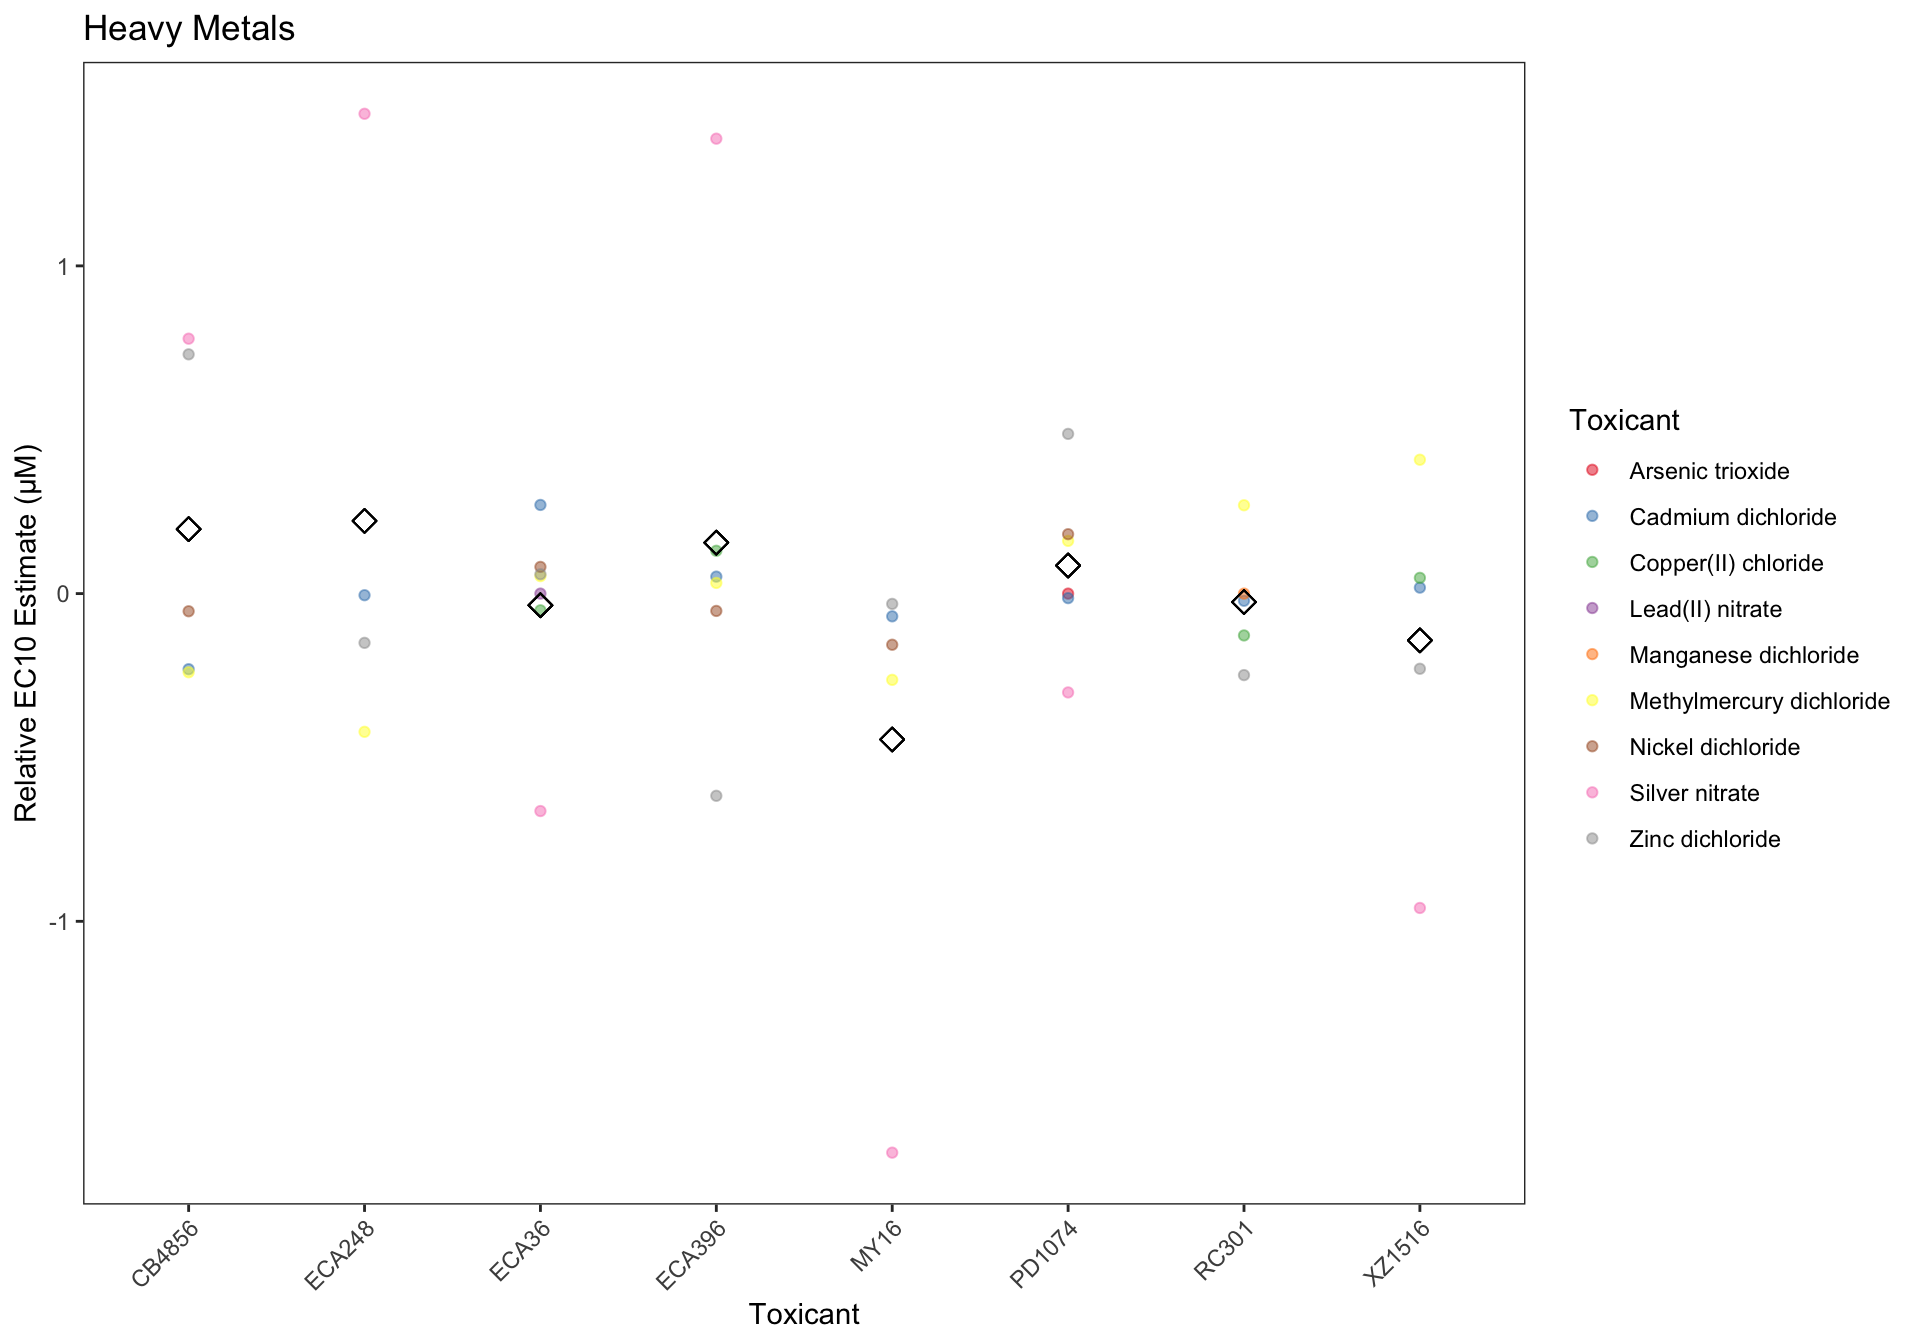 Heavy Metals
Relative EC10 Estimate (µM)
1
0
-1
CB4856
ECA248
ECA36
ECA396
MY16
PD1074
RC301
XZ1516
Toxicant
Toxicant
Arsenic trioxide
Cadmium dichloride
Copper(II) chloride
Lead(II) nitrate
Manganese dichloride
Methylmercury dichloride
Nickel dichloride
Silver nitrate
Zinc dichloride